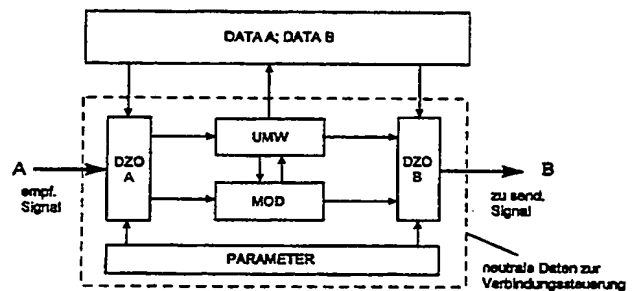 DATA A; DATA B
UMW
DZO
A
DZO
B
MOD
A
empf.
Signal
B
zu send.
Signal
PARAMETER
neutrale Daten zur
Verbindungssteuerung